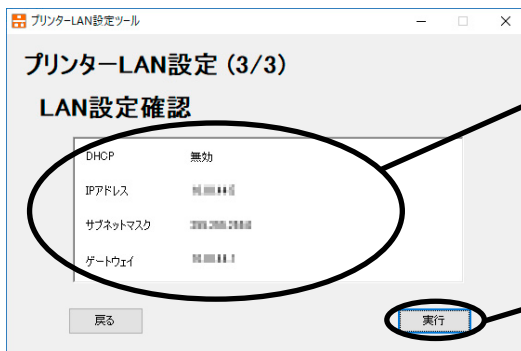 プリンターLAN設定ツール
プリンターLAN設定 (3/3)
LAN設定確認
DHCP 無効
IPアドレス
サブネットマスク
ゲートウェイ
戻る 実行